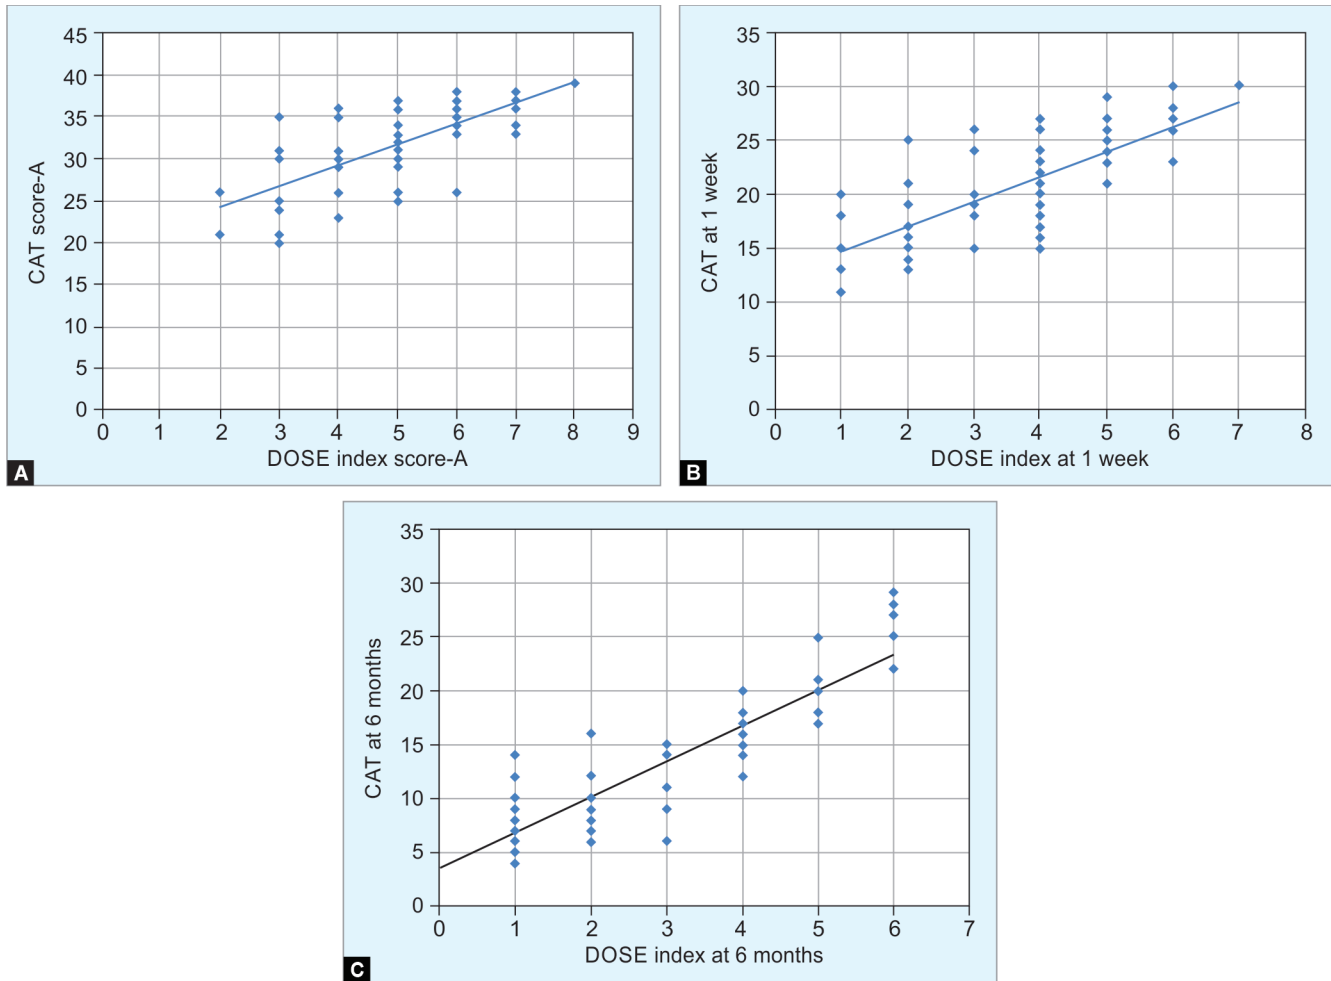 45
40
35
30
25
20
15
10
5
0
CAT score-A
0 1 2 3 4 5 6 7 8 9
DOSE index score-A
A
35
30
25
20
15
10
5
0
CAT at 1 week
0 1 2 3 4 5 6 7 8
DOSE index at 1 week
B
35
30
25
20
15
10
5
0
CAT at 6 months
0 1 2 3 4 5 6 7
DOSE index at 6 months
C